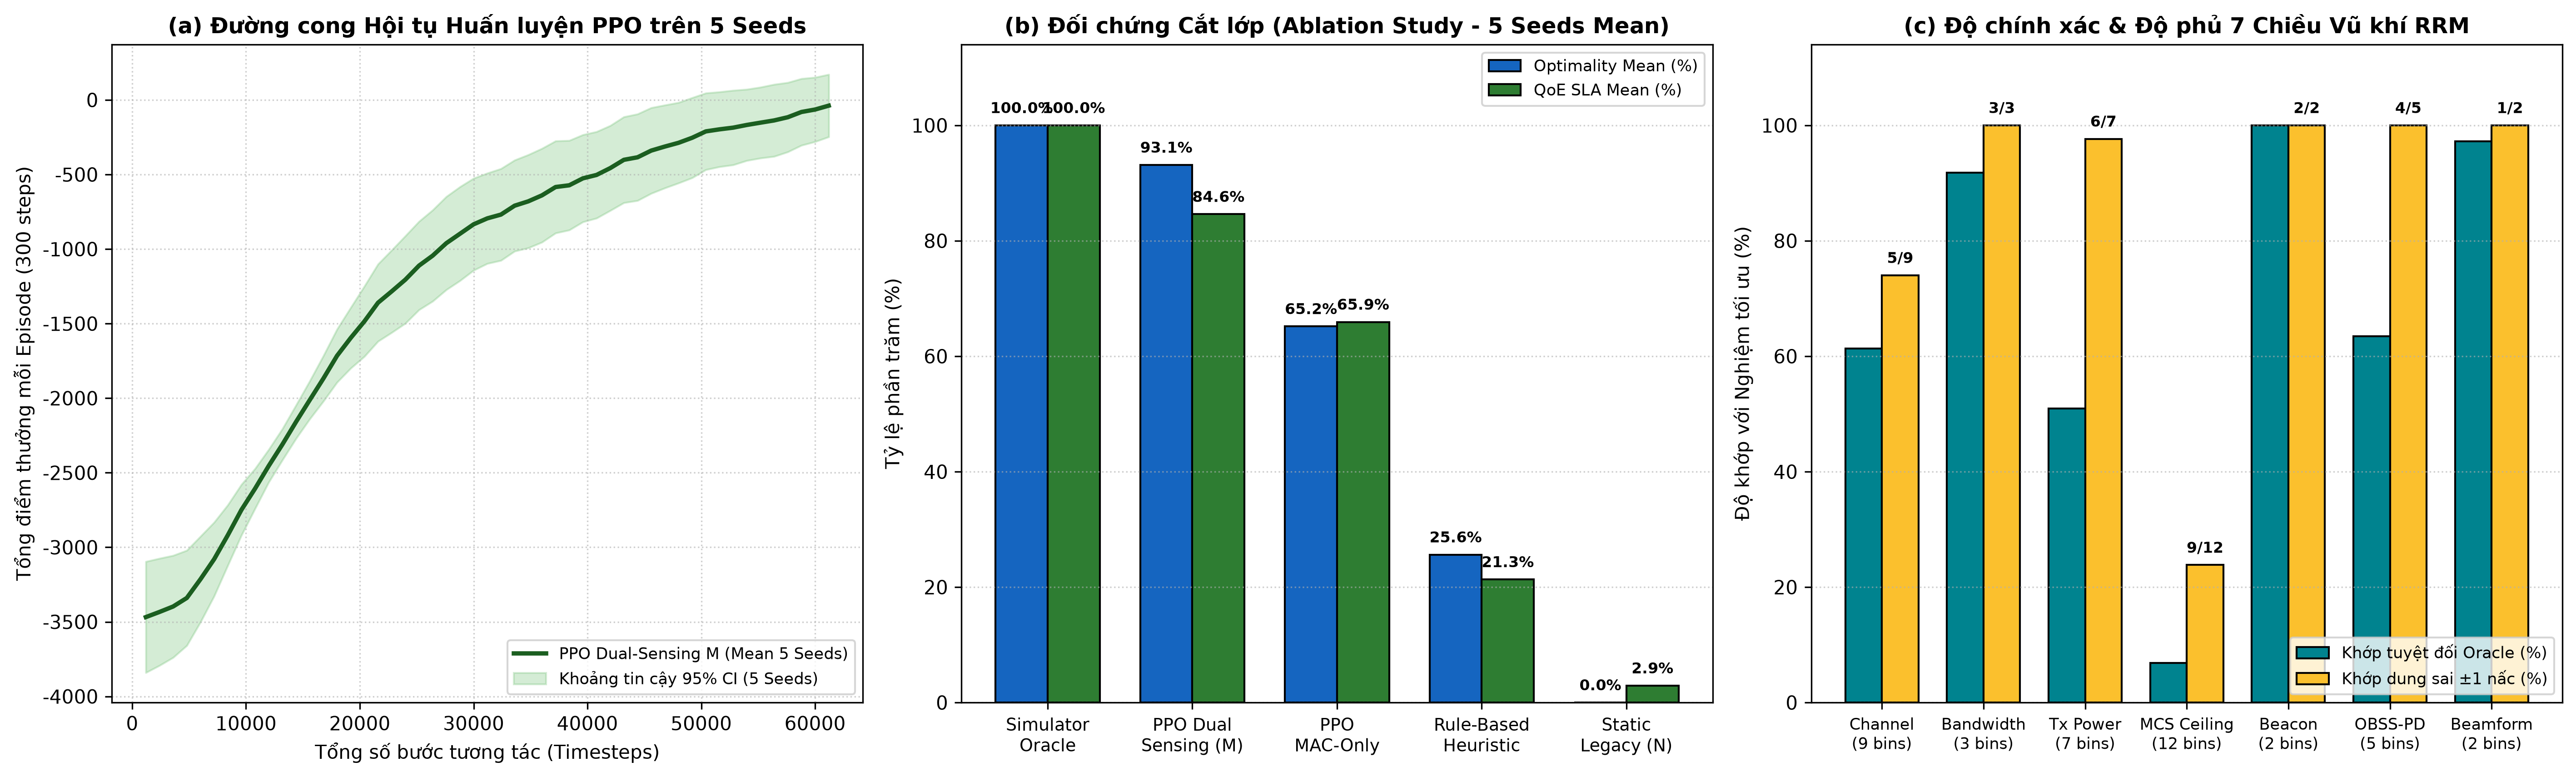 (a) Đường cong Hội tụ Huấn luyện PPO trên 5 Seeds
Tổng điểm thưởng mỗi Episode (300 steps)
0
-500
-1000
-1500
-2000
-2500
-3000
-3500
-4000
PPO Dual-Sensing M (Mean 5 Seeds)
Khoảng tin cậy 95% CI (5 Seeds)
0 10000 20000 30000 40000 50000 60000
Tổng số bước tương tác (Timesteps)
(b) Đối chứng Cắt lớp (Ablation Study - 5 Seeds Mean)
Optimality Mean (%)
QoE SLA Mean (%)
Tỷ lệ phần trăm (%)
100
80
60
40
20
0
100.0% 100.0%
93.1%
84.6%
65.2% 65.9%
25.6%
21.3%
0.0%
2.9%
Simulator
Oracle
PPO Dual
Sensing (M)
PPO
MAC-Only
Rule-Based
Heuristic
Static
Legacy (N)
(c) Độ chính xác & Độ phủ 7 Chiều Vũ khí RRM
Độ khớp với Nghiệm tối ưu (%)
100
80
60
40
20
0
5/9
3/3
6/7
9/12
2/2
4/5
1/2
Khớp tuyệt đối Oracle (%)
Khớp dung sai ±1 nấc (%)
Channel
(9 bins)
Bandwidth
(3 bins)
Tx Power
(7 bins)
MCS Ceiling
(12 bins)
Beacon
(2 bins)
OBSS-PD
(5 bins)
Beamform
(2 bins)